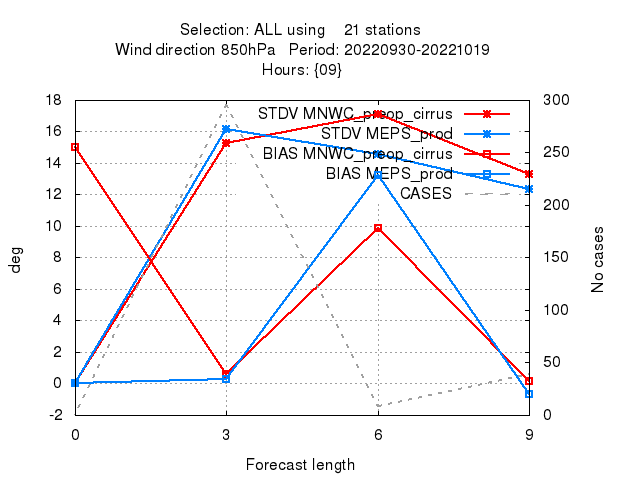 Selection: ALL using 21 stations
Wind direction 850hPa Period: 20220930-20221019
Hours: {09}
18
16
14
12
10
8
6
4
2
0
-2
300
250
200
150
100
50
0
STDV MNWC_preop_cirrus
STDV MEPS_prod
BIAS MNWC_preop_cirrus
BIAS MEPS_prod
CASES
deg
No cases
0 3 6 9
Forecast length